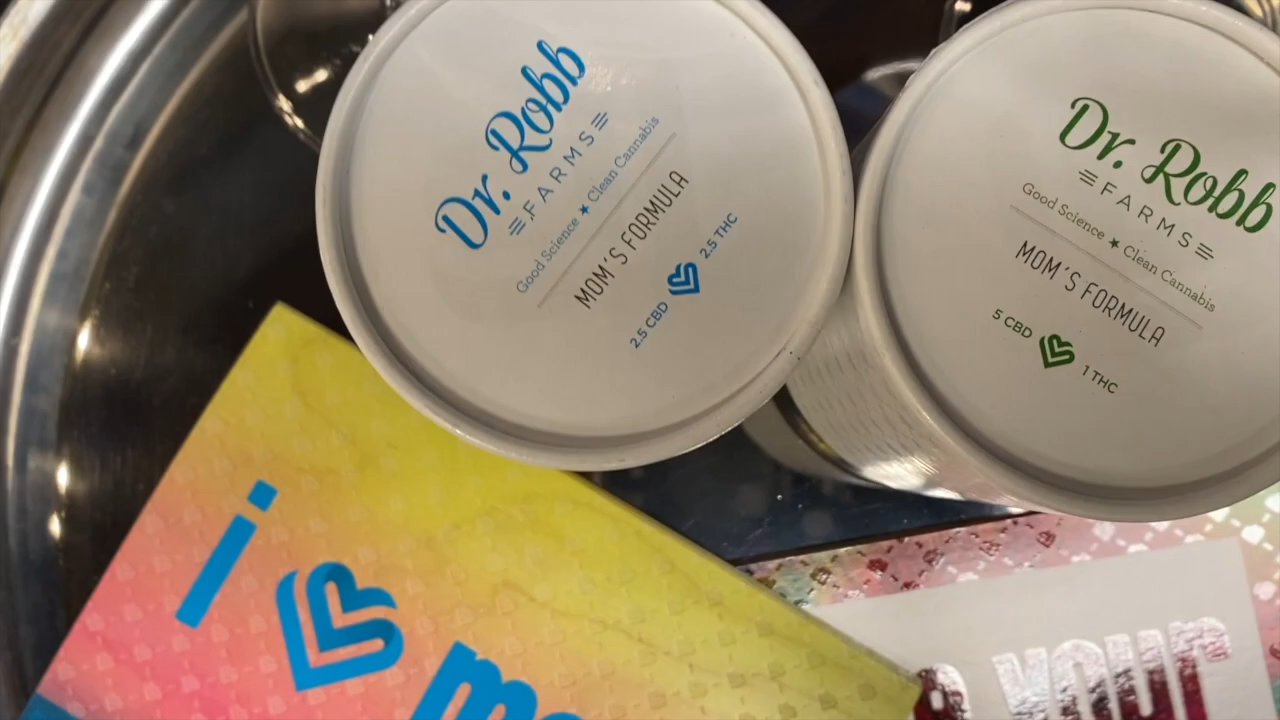 Dr. Robb
FARMS
Good Science ★ Clean Cannabis
MOM'S FORMULA
2.5 CBD 2.5 THC
Dr. Robb
FARMS
Good Science ★ Clean Cannabis
MOM'S FORMULA
5 CBD 1 THC
i
YOUR